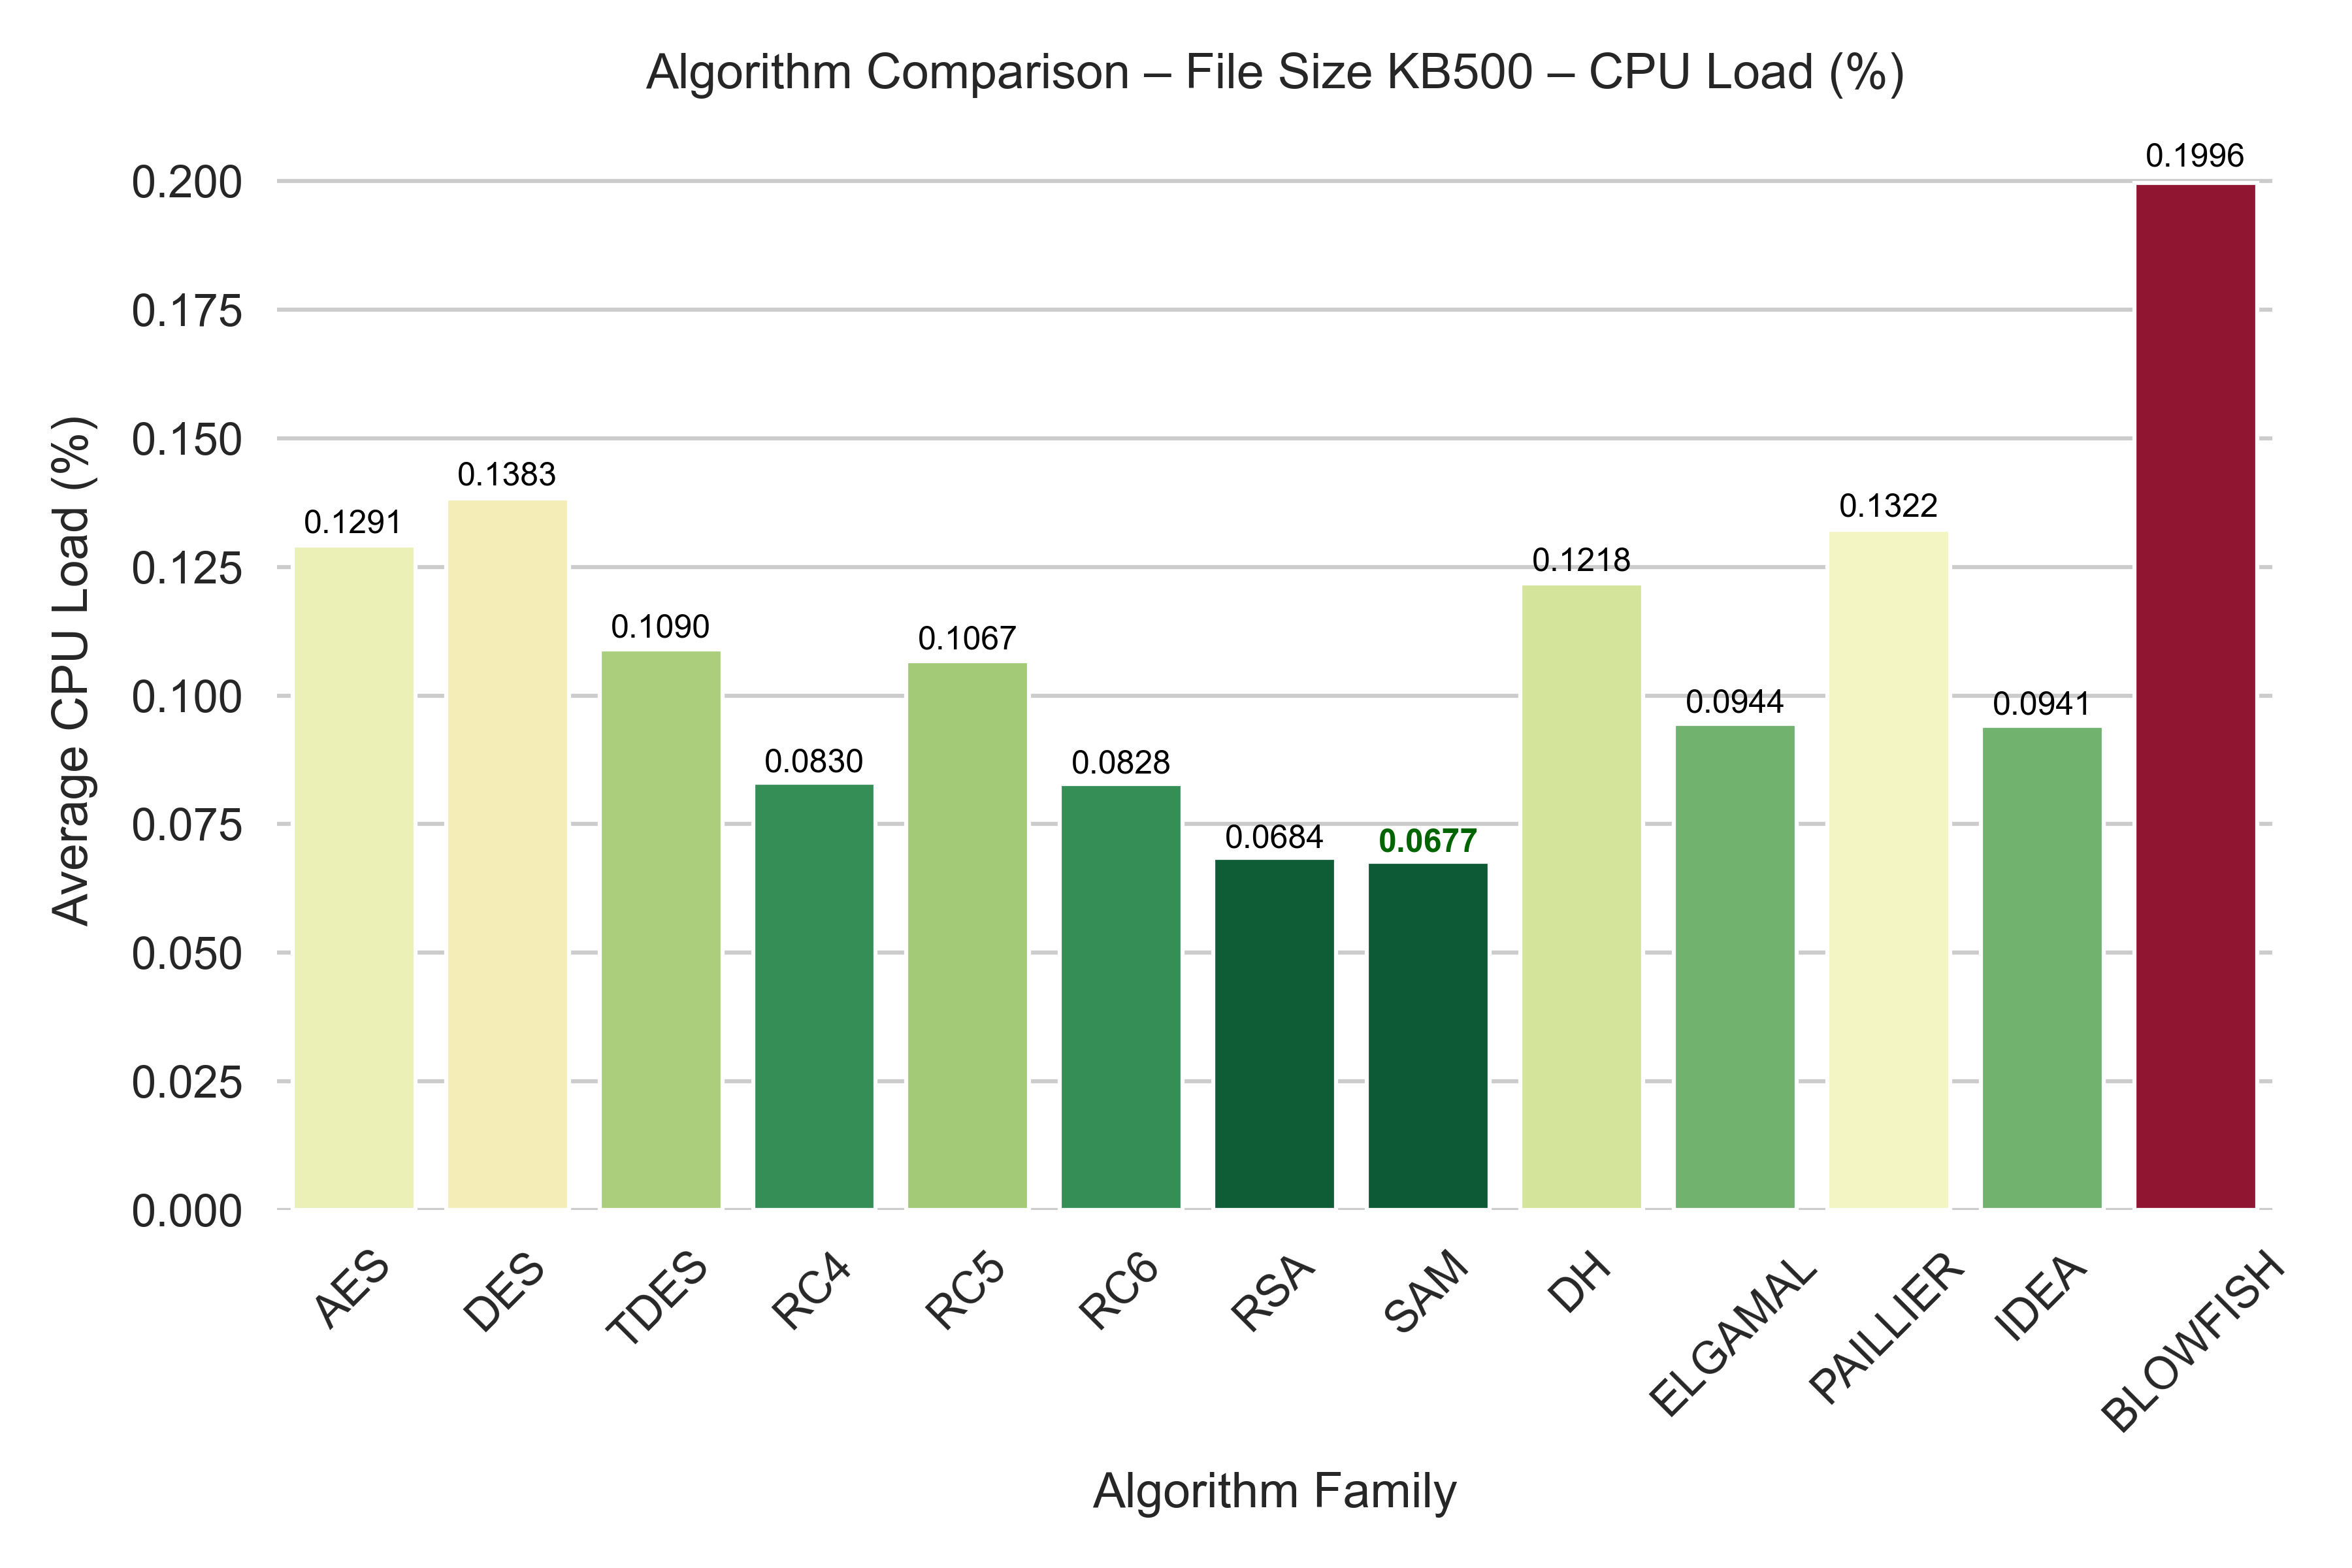 Algorithm Comparison – File Size KB500 – CPU Load (%)
Average CPU Load (%)
0.200
0.175
0.150
0.125
0.100
0.075
0.050
0.025
0.000
0.1291
0.1383
0.1090
0.0830
0.1067
0.0828
0.0684
0.0677
0.1218
0.0944
0.1322
0.0941
0.1996
AES
DES
TDES
RC4
RC5
RC6
RSA
SAM
DH
ELGAMAL
PAILLIER
IDEA
BLOWFISH
Algorithm Family